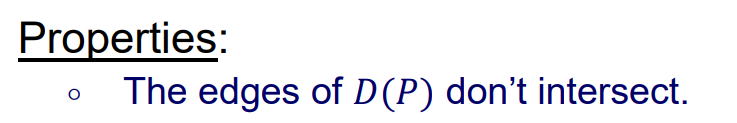 Properties:
◦ The edges of D(P) don’t intersect.